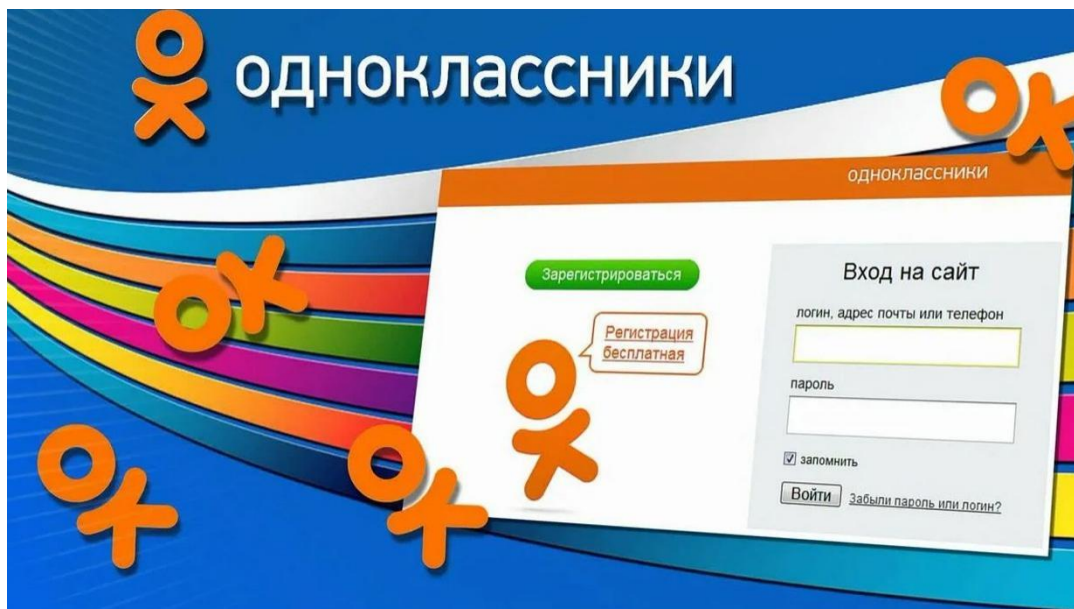 одноклассники
одноклассники
Зарегистрироваться
Регистрация
бесплатная
Вход на сайт
логин, адрес почты или телефон
пароль
запомнить
Войти
Забыли пароль или логин?